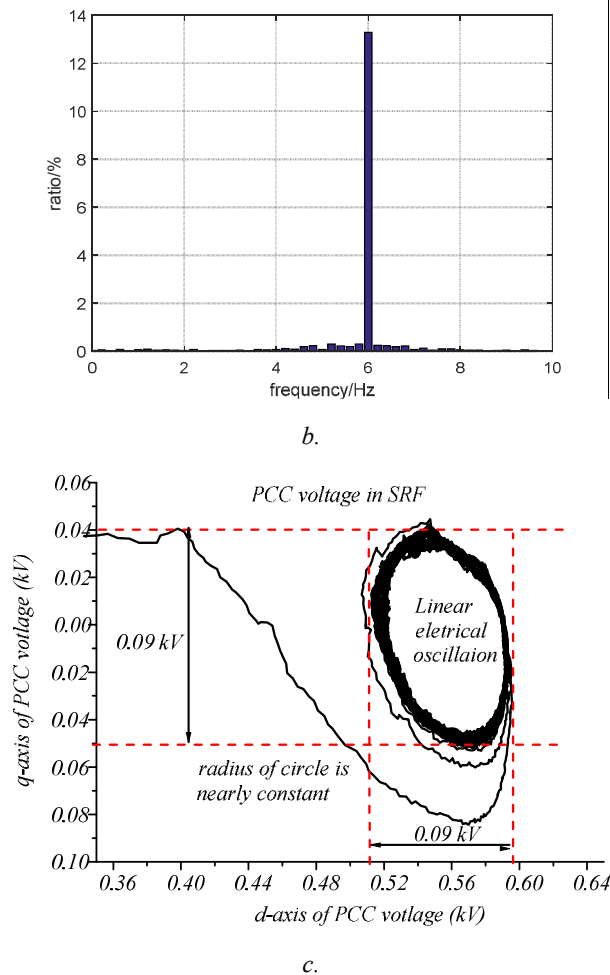 14
12
10
8
6
4
2
0
ratio/%
0 2 4 6 8 10
frequency/Hz
b.
0.06
0.04
0.02
0.00
0.02
0.04
0.06
0.08
0.10
q-axis of PCC votlage (kV)
PCC voltage in SRF
0.09 kV
Linear
eletrical
oscillaion
radius of circle is
nearly constant
0.09 kV
0.36 0.40 0.44 0.48 0.52 0.56 0.60 0.64
d-axis of PCC votlage (kV)
c.